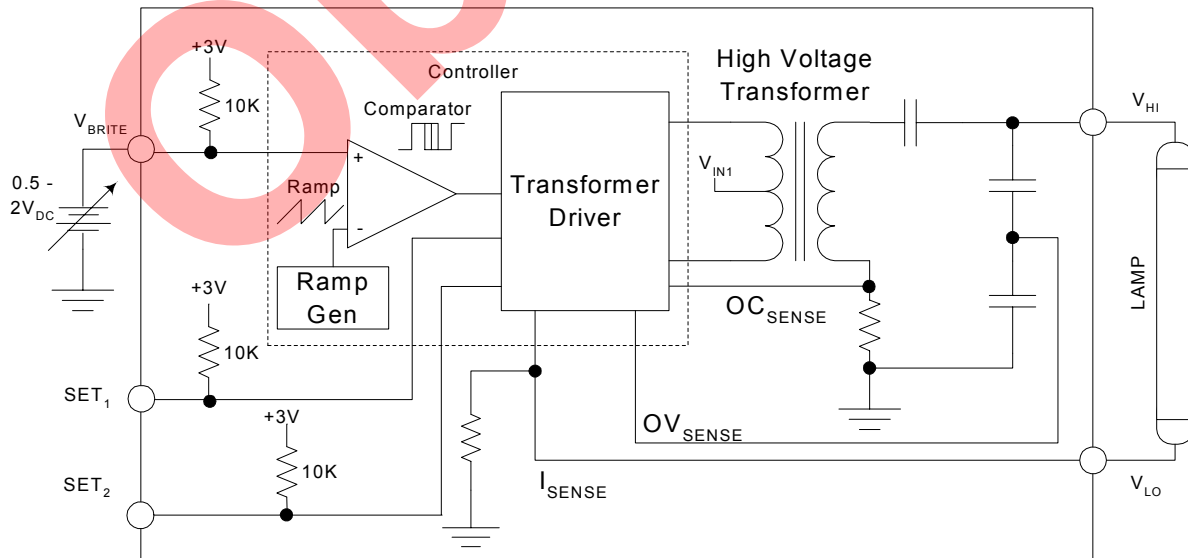 +3V
Controller
High Voltage
Transformer
10K
Comparator
V_HI
V_BRITE
+
V_IN1
0.5 -
2V_DC
Ramp
Transformer
Driver
-
Ramp
Gen
LAMP
+3V
OC_SENSE
10K
SET_1
+3V
OV_SENSE
10K
SET_2
I_SENSE
V_LO